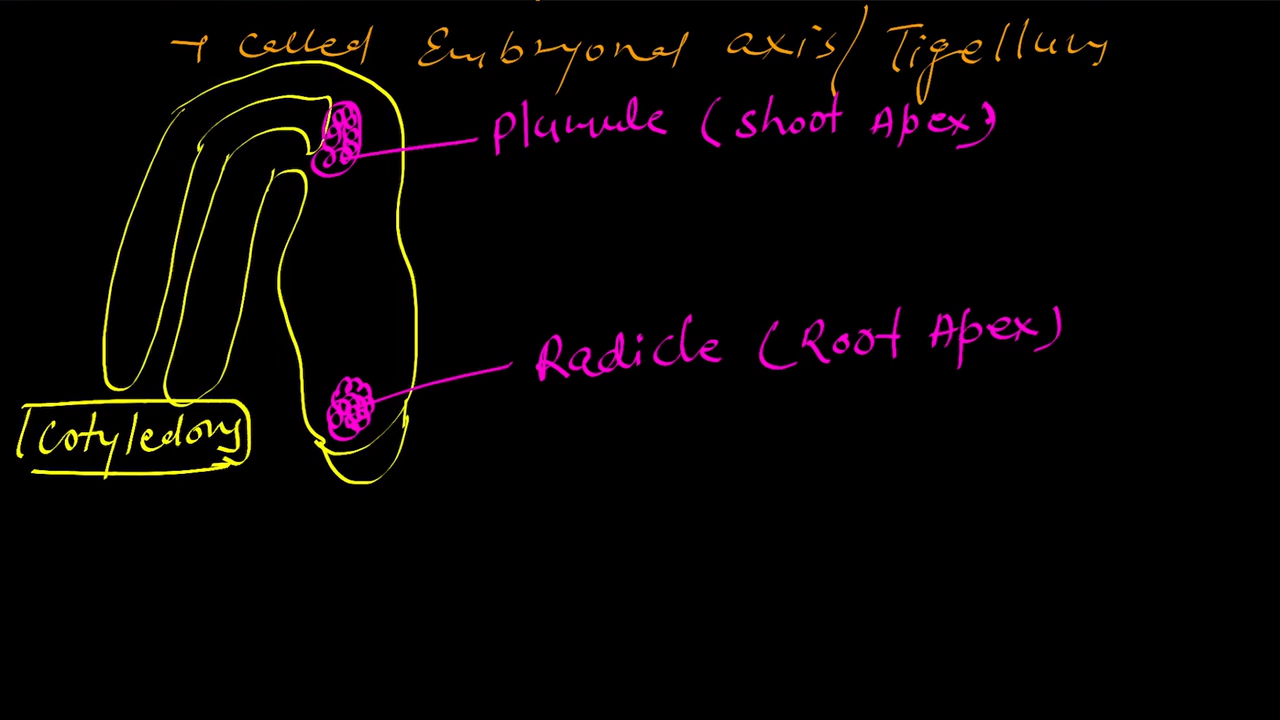 → called Embryonal axis/Tigellum
Plumule (Shoot Apex)
Radicle (Root Apex)
Cotyledons